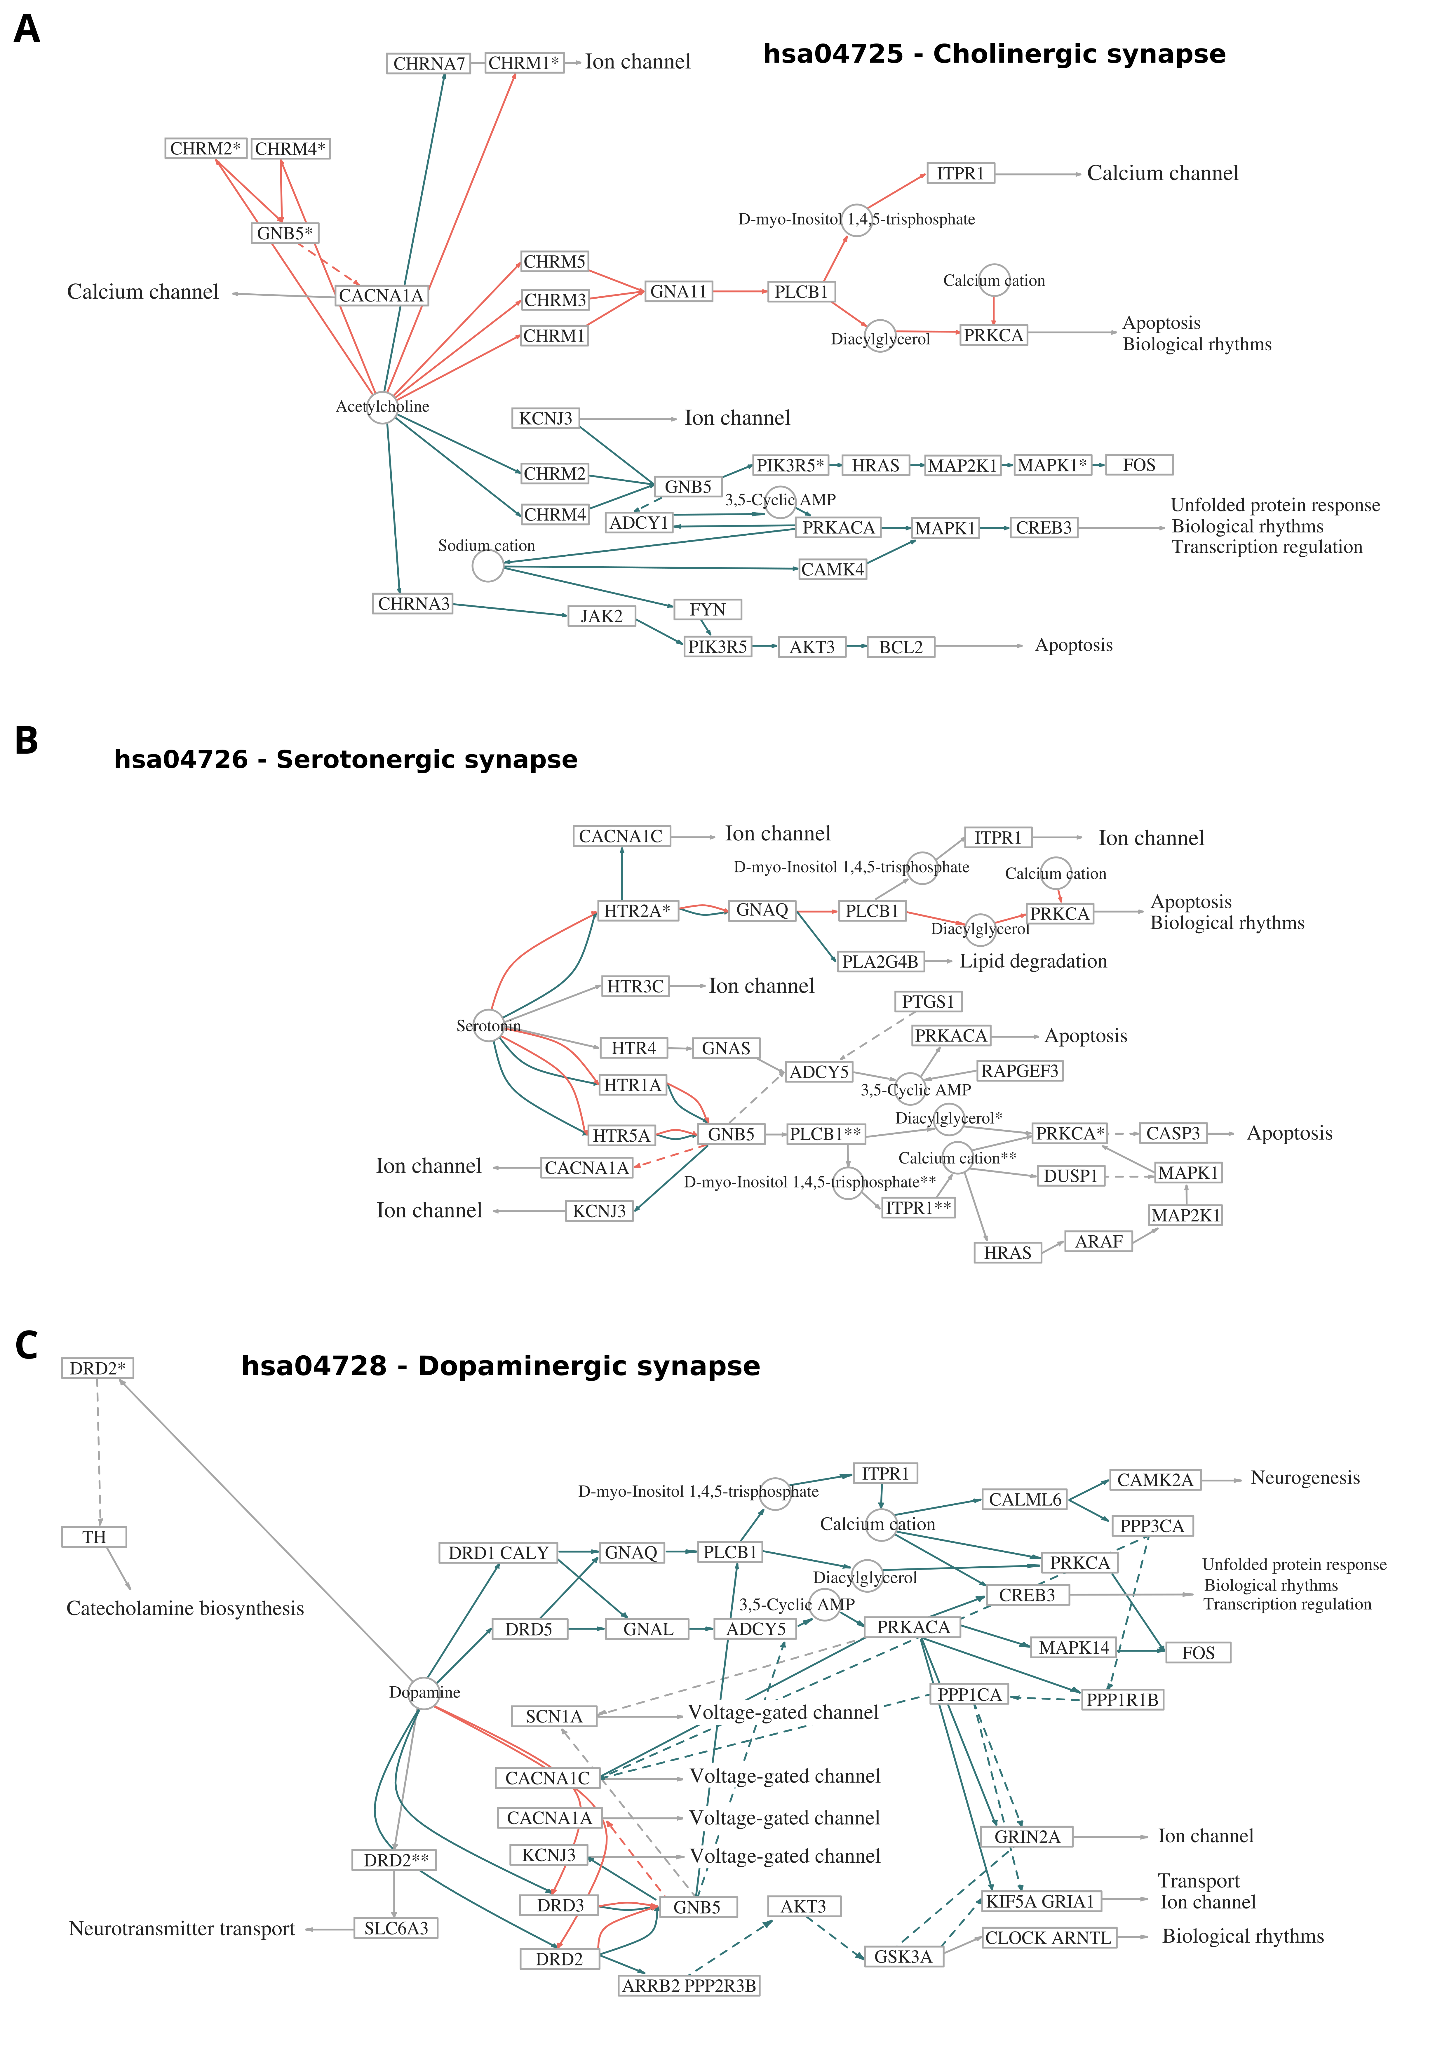 A
hsa04725 - Cholinergic synapse
CHRNA7
CHRM1*
Ion channel
CHRM2*
CHRM4*
ITPR1
Calcium channel
D-myo-Inositol 1,4,5-trisphosphate
GNB5*
CHRM5
Calcium cation
Calcium channel
CACNA1A
CHRM3
GNA11
PLCB1
CHRM1
Diacylglycerol
PRKCA
Apoptosis
Biological rhythms
Acetylcholine
KCNJ3
Ion channel
CHRM2
PIK3R5*
HRAS
MAP2K1
MAPK1*
FOS
GNB5
3,5-Cyclic AMP
CHRM4
ADCY1
PRKACA
MAPK1
CREB3
Unfolded protein response
Biological rhythms
Transcription regulation
Sodium cation
CAMK4
CHRNA3
JAK2
FYN
PIK3R5
AKT3
BCL2
Apoptosis
B
hsa04726 - Serotonergic synapse
CACNA1C
Ion channel
ITPR1
Ion channel
D-myo-Inositol 1,4,5-trisphosphate
Calcium cation
HTR2A*
GNAQ
PLCB1
PRKCA
Apoptosis
Biological rhythms
Diacylglycerol
PLA2G4B
Lipid degradation
HTR3C
Ion channel
PTGS1
Serotonin
PRKACA
Apoptosis
HTR4
GNAS
ADCY5
RAPGEF3
HTR1A
3,5-Cyclic AMP
Diacylglycerol*
HTR5A
GNB5
PLCB1**
PRKCA*
CASP3
Apoptosis
Calcium cation**
Ion channel
CACNA1A
D-myo-Inositol 1,4,5-trisphosphate**
DUSP1
MAPK1
Ion channel
KCNJ3
ITPR1**
MAP2K1
HRAS
ARAF
C
hsa04728 - Dopaminergic synapse
DRD2*
ITPR1
CAMK2A
Neurogenesis
D-myo-Inositol 1,4,5-trisphosphate
CALML6
TH
Calcium cation
PPP3CA
DRD1 CALY
GNAQ
PLCB1
PRKCA
Diacylglycerol
CREB3
Unfolded protein response
Biological rhythms
Transcription regulation
Catecholamine biosynthesis
3,5-Cyclic AMP
DRD5
GNAL
ADCY5
PRKACA
MAPK14
FOS
Dopamine
PPP1CA
PPP1R1B
SCN1A
Voltage-gated channel
CACNA1C
Voltage-gated channel
CACNA1A
Voltage-gated channel
GRIN2A
Ion channel
DRD2**
KCNJ3
Voltage-gated channel
DRD3
GNB5
AKT3
KIF5A GRIA1
Transport
Ion channel
Neurotransmitter transport
SLC6A3
CLOCK ARNTL
Biological rhythms
DRD2
GSK3A
ARRB2 PPP2R3B